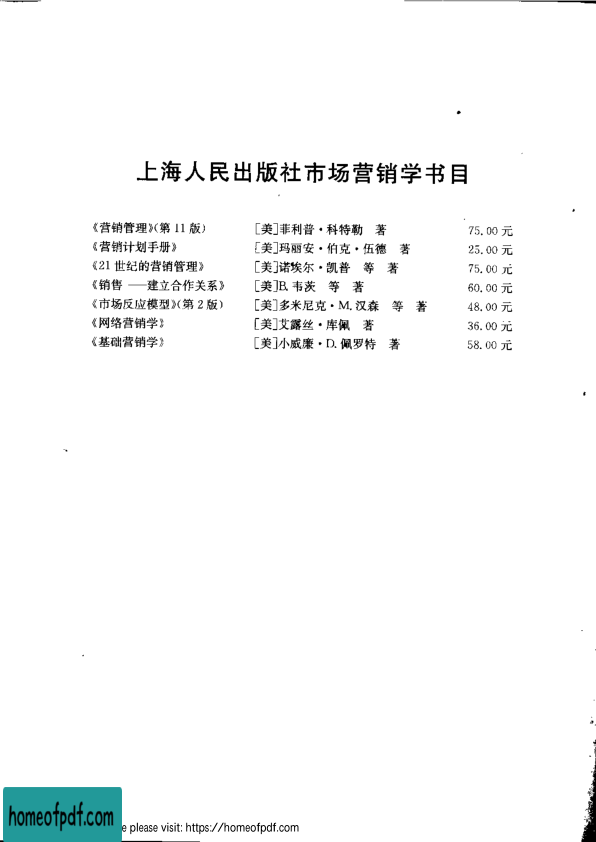 上海人民出版社市场营销学书目
《营销管理》(第11版) [美]菲利普·科特勒 著 75.00元
《营销计划手册》 [美]玛丽安·伯克·伍德 著 25.00元
《21世纪的营销管理》 [美]诺埃尔·凯普 等 著 75.00元
《销售——建立合作关系》 [美]B.韦茨 等 著 60.00元
《市场反应模型》(第2版) [美]多米尼克·M.汉森 等 著 48.00元
《网络营销学》 [美]艾露丝·库佩 著 36.00元
《基础营销学》 [美]小威廉·D.佩罗特 著 58.00元
homeofpdf.com
e please visit: https://homeofpdf.com